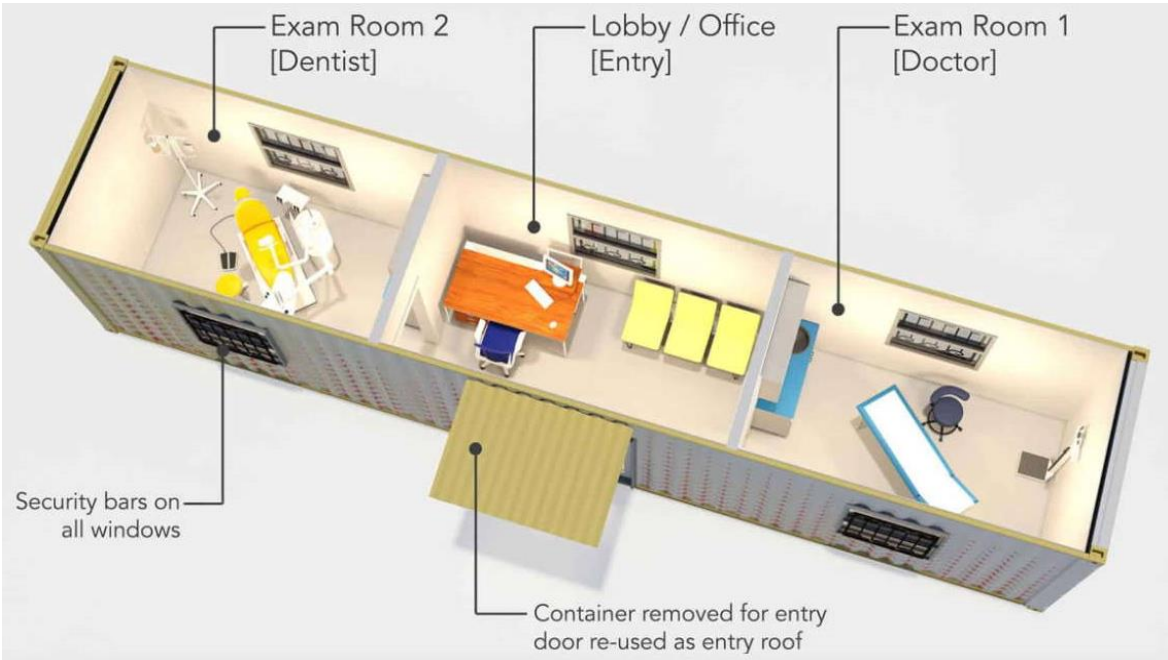 Exam Room 2
[Dentist]
Lobby / Office
[Entry]
Exam Room 1
[Doctor]
Security bars on
all windows
Container removed for entry
door re-used as entry roof